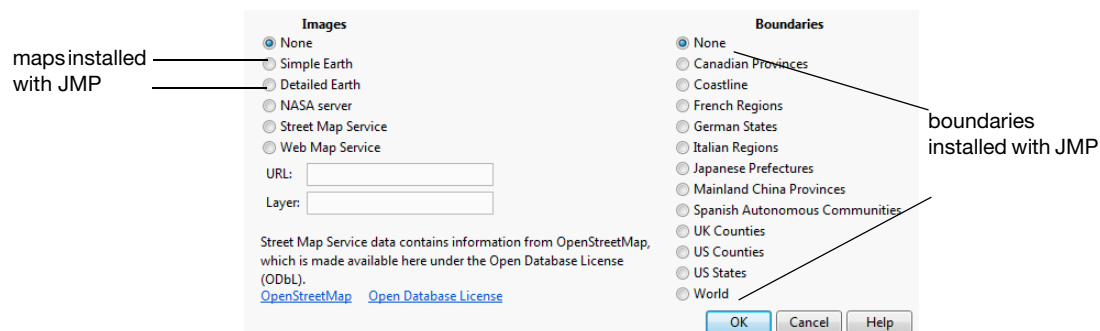 Images
None
Simple Earth
Detailed Earth
NASA server
Street Map Service
Web Map Service
URL:
Layer:
Street Map Service data contains information from OpenStreetMap,
which is made available here under the Open Database License
(ODbL).
OpenStreetMap Open Database License
maps installed
with JMP
Boundaries
None
Canadian Provinces
Coastline
French Regions
German States
Italian Regions
Japanese Prefectures
Mainland China Provinces
Spanish Autonomous Communities
UK Counties
US Counties
US States
World
boundaries
installed with JMP
OK Cancel Help